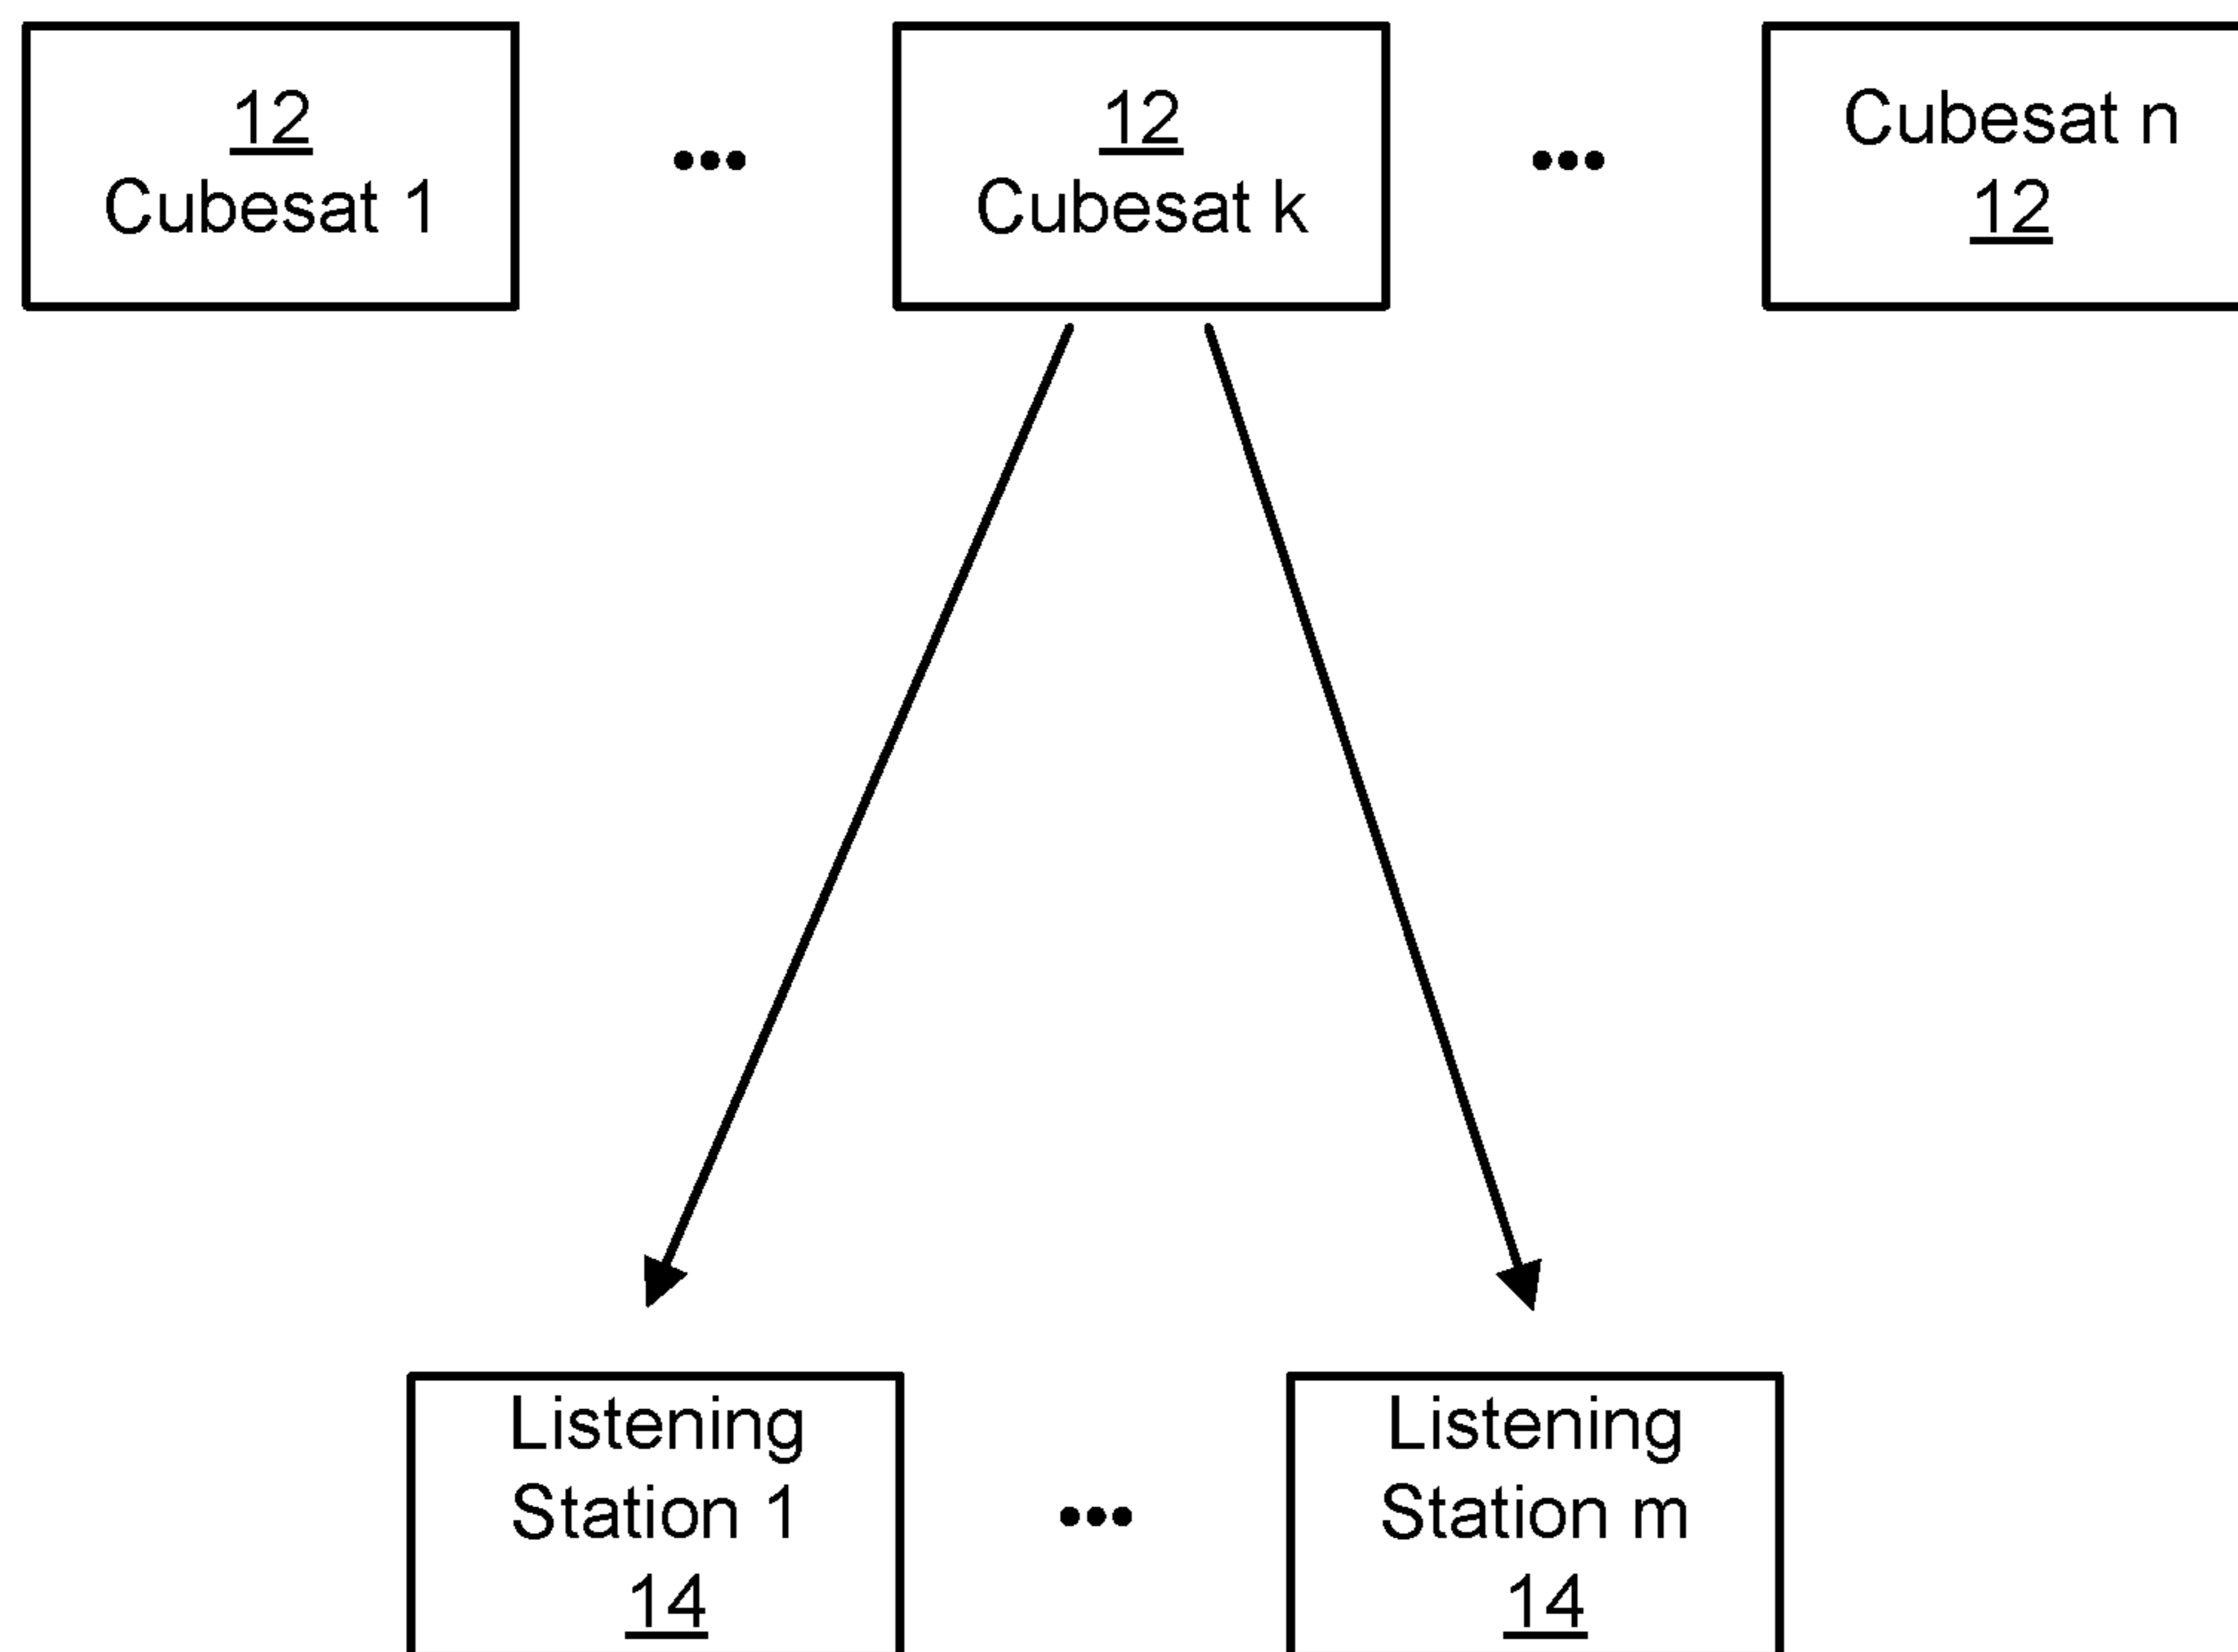 12
Cubesat 1
•••
12
Cubesat k
•••
Cubesat n
12
Listening
Station 1
14
•••
Listening
Station m
14